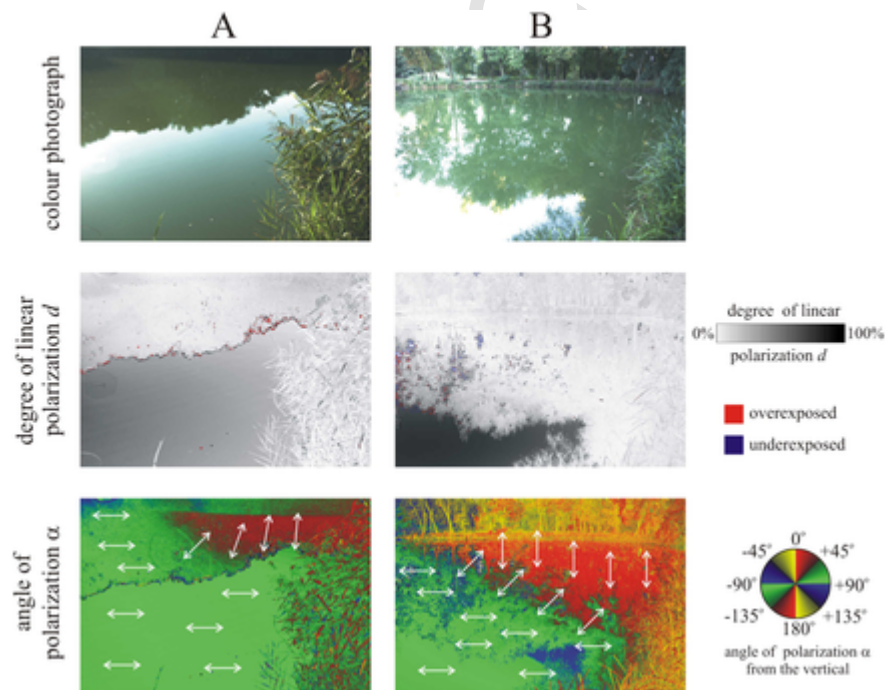 A
B
colour photograph
degree of linear
polarization d
degree of linear
0%
100%
polarization d
overexposed
underexposed
angle of
polarization α
0°
-45°
+45°
-90°
+90°
-135°
+135°
180°
angle of polarization α
from the vertical